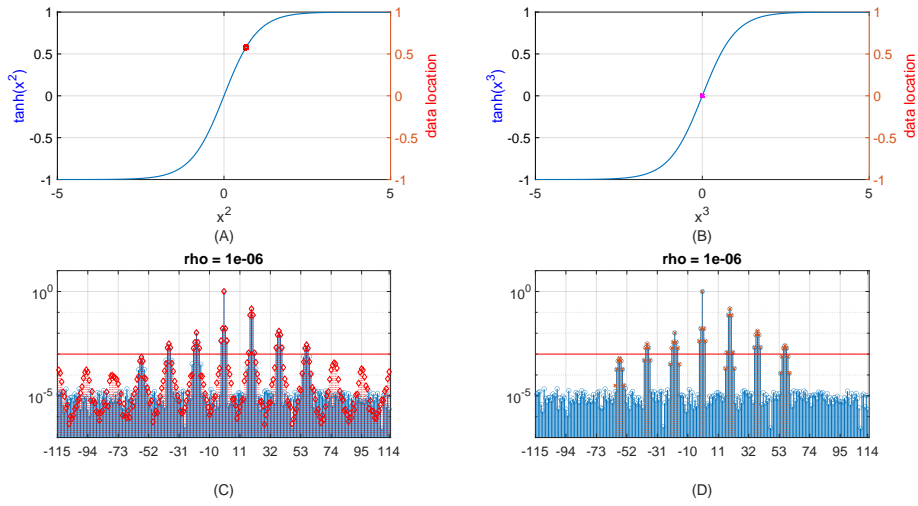 1
0.5
0
-0.5
-1
tanh(x²)
1
0.5
0
-0.5
-1
data location
-5
0
5
x²
(A)
1
0.5
0
-0.5
-1
tanh(x³)
1
0.5
0
-0.5
-1
data location
-5
0
5
x³
(B)
rho = 1e-06
10⁰
10⁻⁵
-115 -94 -73 -52 -31 -10 11 32 53 74 95 114
(C)
rho = 1e-06
10⁰
10⁻⁵
-115 -94 -73 -52 -31 -10 11 32 53 74 95 114
(D)